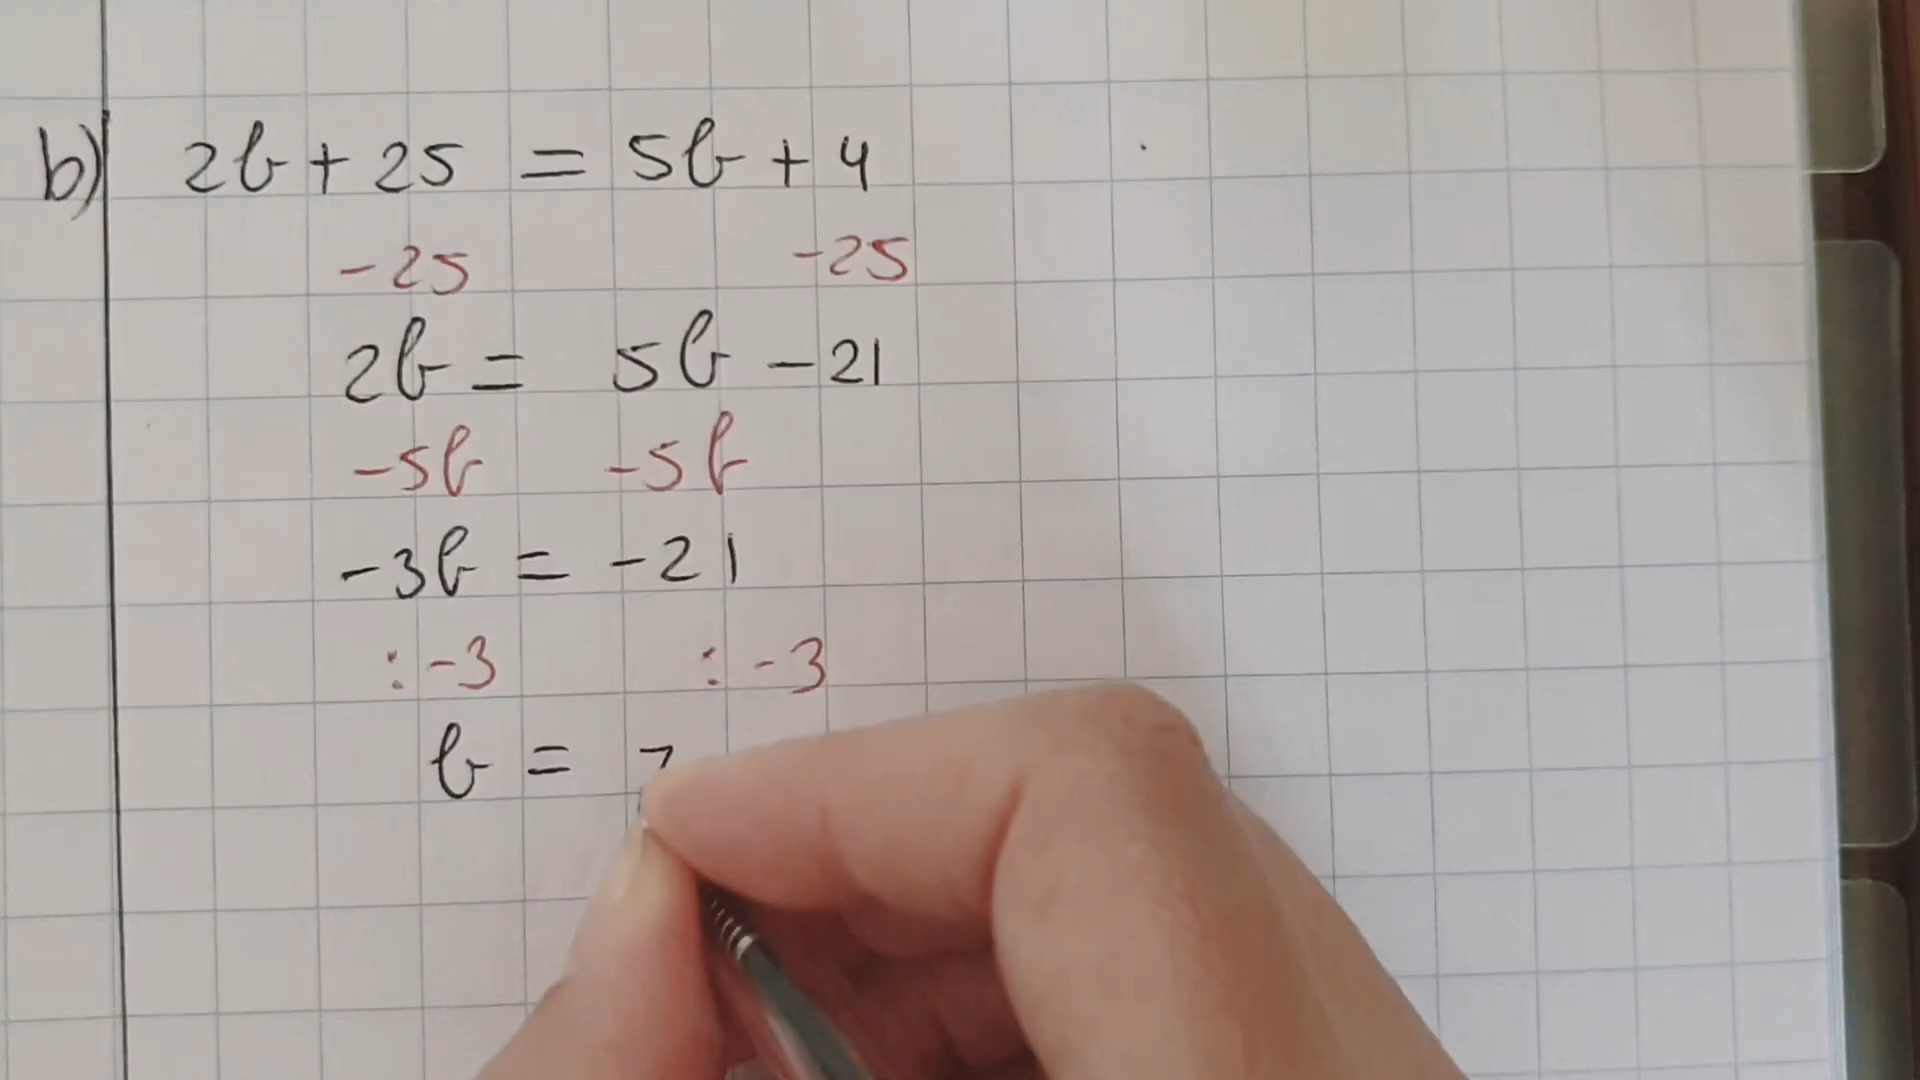 b) 2b + 25 = 5b + 4
-25 -25
2b = 5b - 21
-5b -5b
-3b = -21
: -3 : -3
b = 7